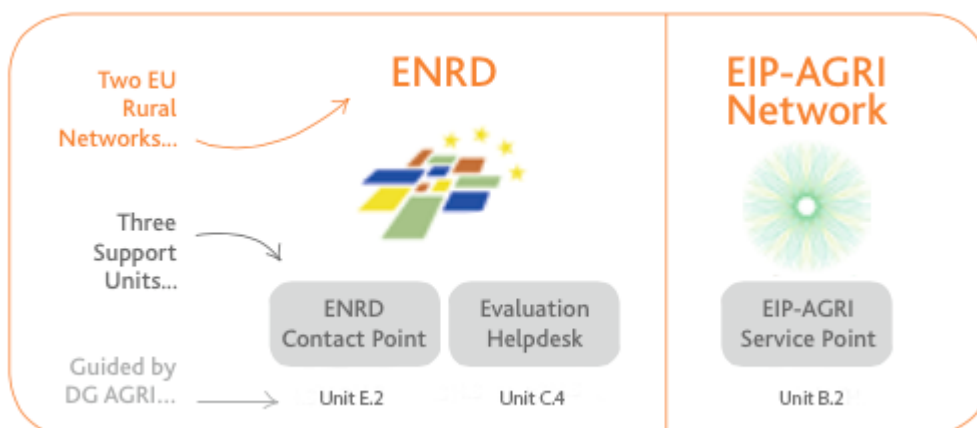 Two EU
Rural
Networks...
ENRD
EIP-AGRI
Network
Three
Support
Units...
ENRD
Contact Point
Evaluation
Helpdesk
EIP-AGRI
Service Point
Guided by
DG AGRI...
Unit E.2
Unit C.4
Unit B.2